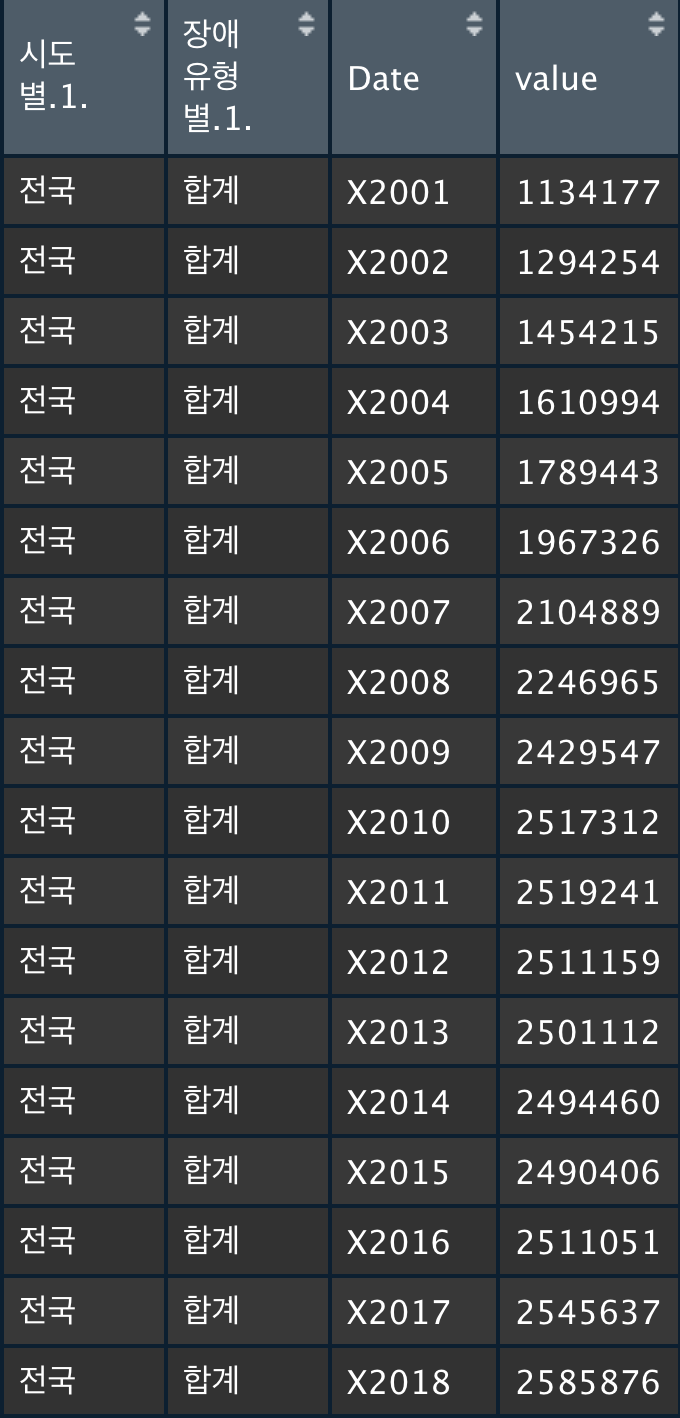 시도
별.1.
장애
유형
별.1.
Date
value
전국 합계 X2001 1134177
전국 합계 X2002 1294254
전국 합계 X2003 1454215
전국 합계 X2004 1610994
전국 합계 X2005 1789443
전국 합계 X2006 1967326
전국 합계 X2007 2104889
전국 합계 X2008 2246965
전국 합계 X2009 2429547
전국 합계 X2010 2517312
전국 합계 X2011 2519241
전국 합계 X2012 2511159
전국 합계 X2013 2501112
전국 합계 X2014 2494460
전국 합계 X2015 2490406
전국 합계 X2016 2511051
전국 합계 X2017 2545637
전국 합계 X2018 2585876